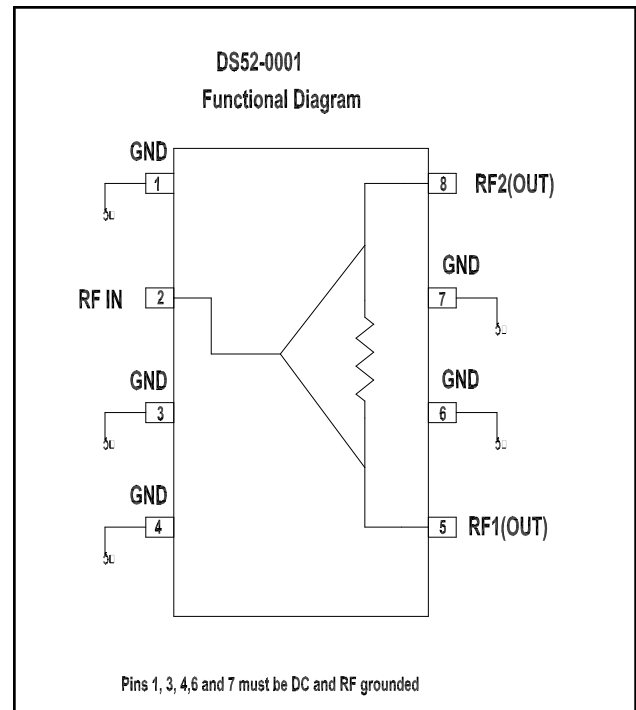 DS52-0001
Functional Diagram
GND
1
8 RF2(OUT)
GND
RF IN 2
7
GND
GND
3
6
GND
4
5 RF1(OUT)
Pins 1, 3, 4,6 and 7 must be DC and RF grounded